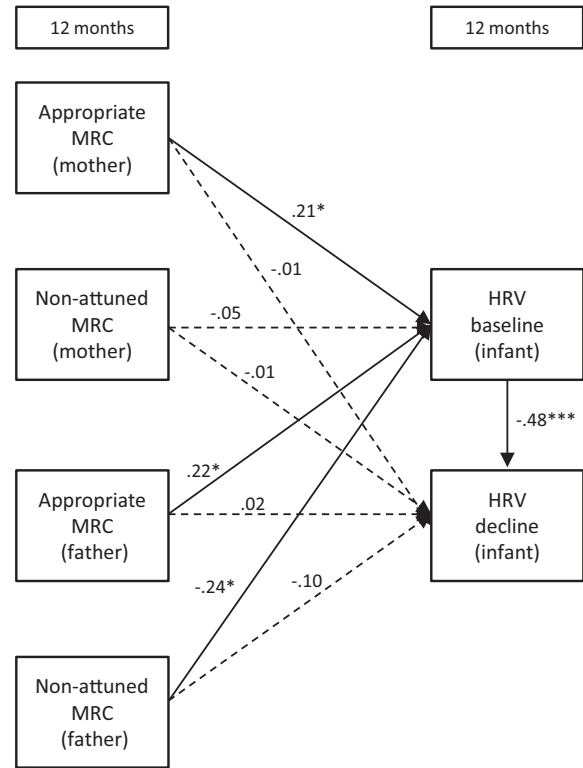 12 months
12 months
Appropriate
MRC
(mother)
.21*
-.01
Non-attuned
MRC
(mother)
-.05
-.01
HRV
baseline
(infant)
-.48***
Appropriate
MRC
(father)
.22*
.02
HRV
decline
(infant)
-.24*
-.10
Non-attuned
MRC
(father)